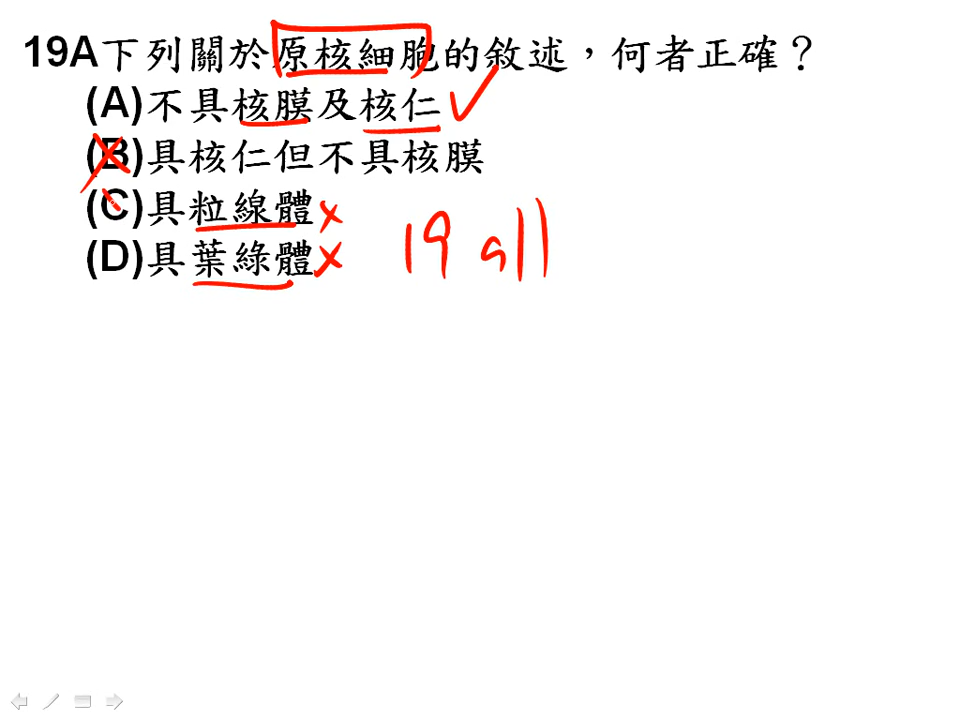 19A下列關於原核細胞的敘述，何者正確？
(A)不具核膜及核仁
(B)具核仁但不具核膜
(C)具粒線體
(D)具葉綠體
19 all